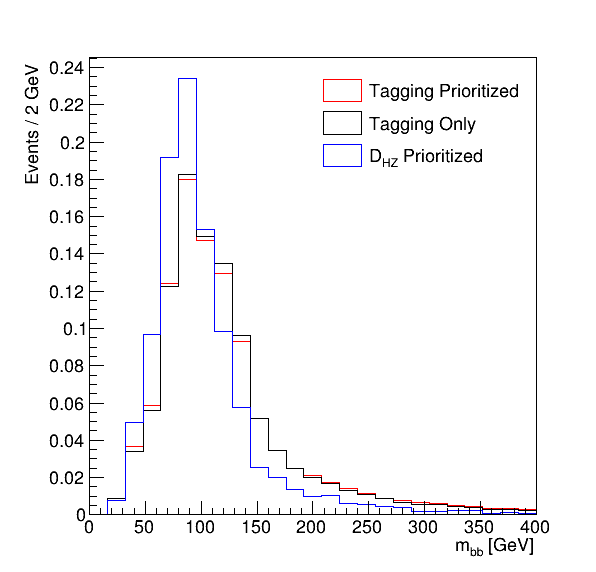 Events / 2 GeV
0.24
0.22
0.2
0.18
0.16
0.14
0.12
0.1
0.08
0.06
0.04
0.02
0
Tagging Prioritized
Tagging Only
D_HZ Prioritized
0 50 100 150 200 250 300 350 400
m_bb [GeV]